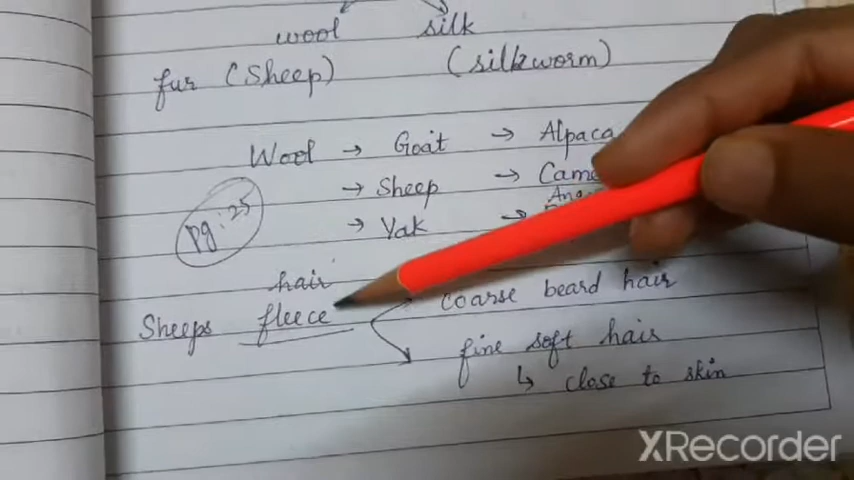 wool silk
fur (Sheep) (silkworm)
Wool → Goat → Alpaca
→ Sheep → Came
→ Yak →
pg: 25
hair
Sheeps fleece coarse beard hair
fine soft hair
↳ close to skin
XRecorder